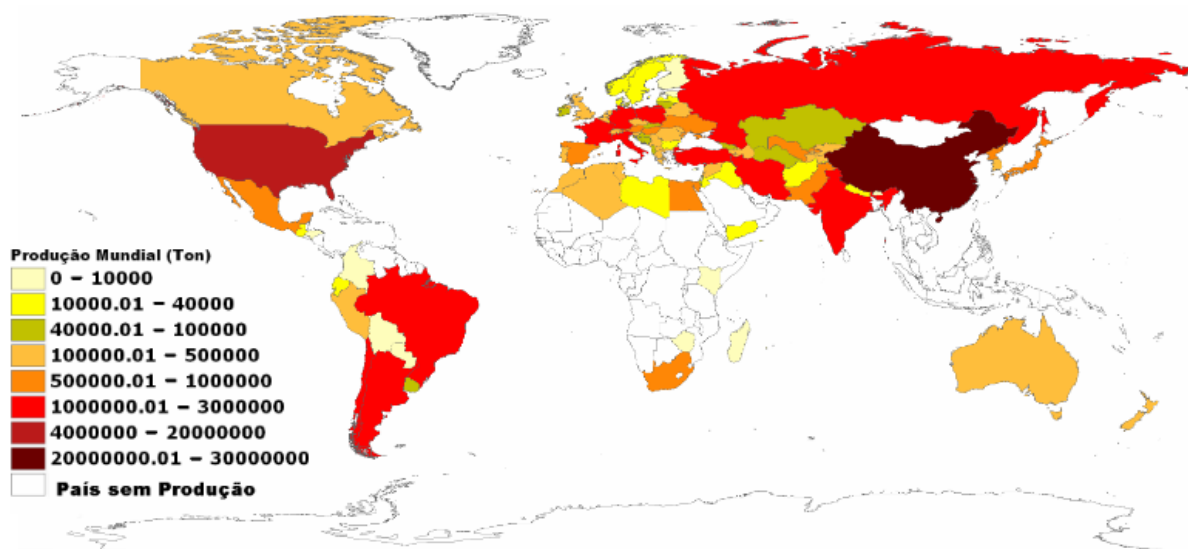 Produção Mundial (Ton)
0 – 10000
10000.01 – 40000
40000.01 – 100000
100000.01 – 500000
500000.01 – 1000000
1000000.01 – 3000000
4000000 – 20000000
20000000.01 – 30000000
País sem Produção